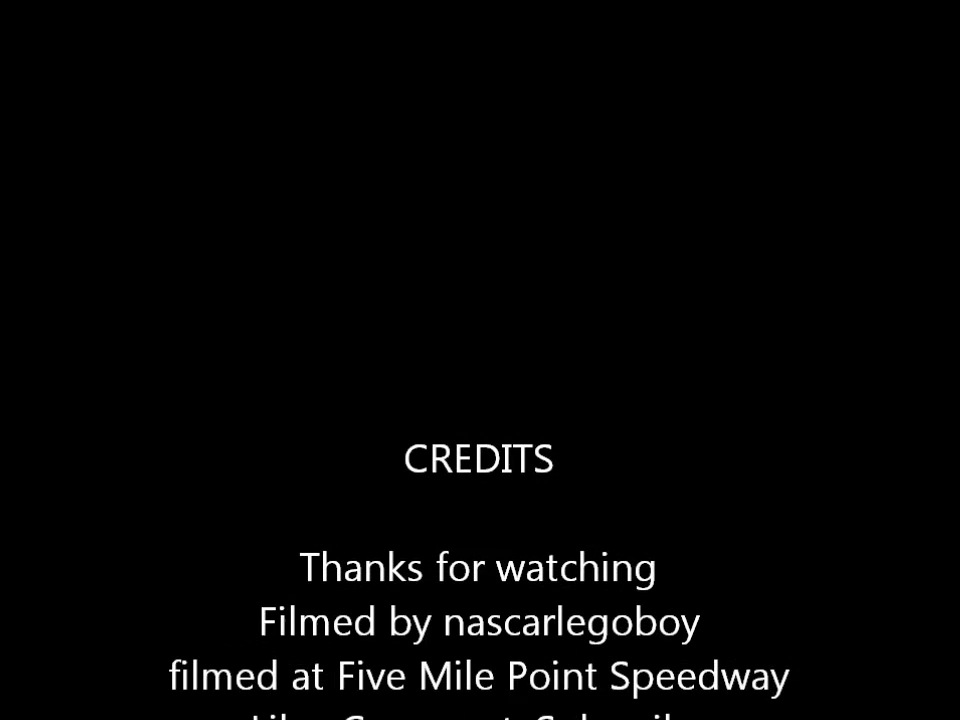 CREDITS
Thanks for watching
Filmed by nascarlegoboy
filmed at Five Mile Point Speedway